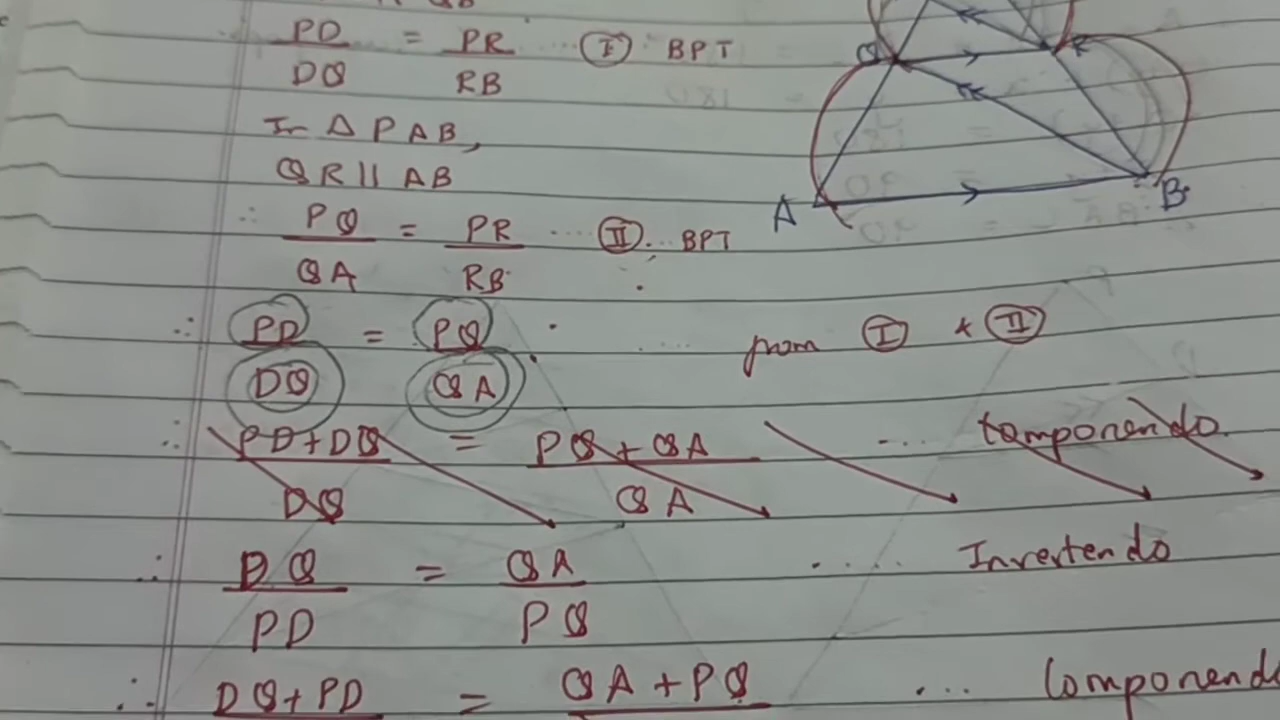 PD/DQ = PR/RB .... (I) BPT
Q R
In △ PAB,
QR || AB
A B
∴ PQ/QA = PR/RB .... (II) ... BPT
∴ PD/DQ = PQ/QA .... from (I) & (II)
∴ PD+DQ/DQ = PQ+QA/QA .... componendo
∴ DQ/PD = QA/PQ .... Invertendo
∴ DQ+PD = QA+PQ ... Componendo